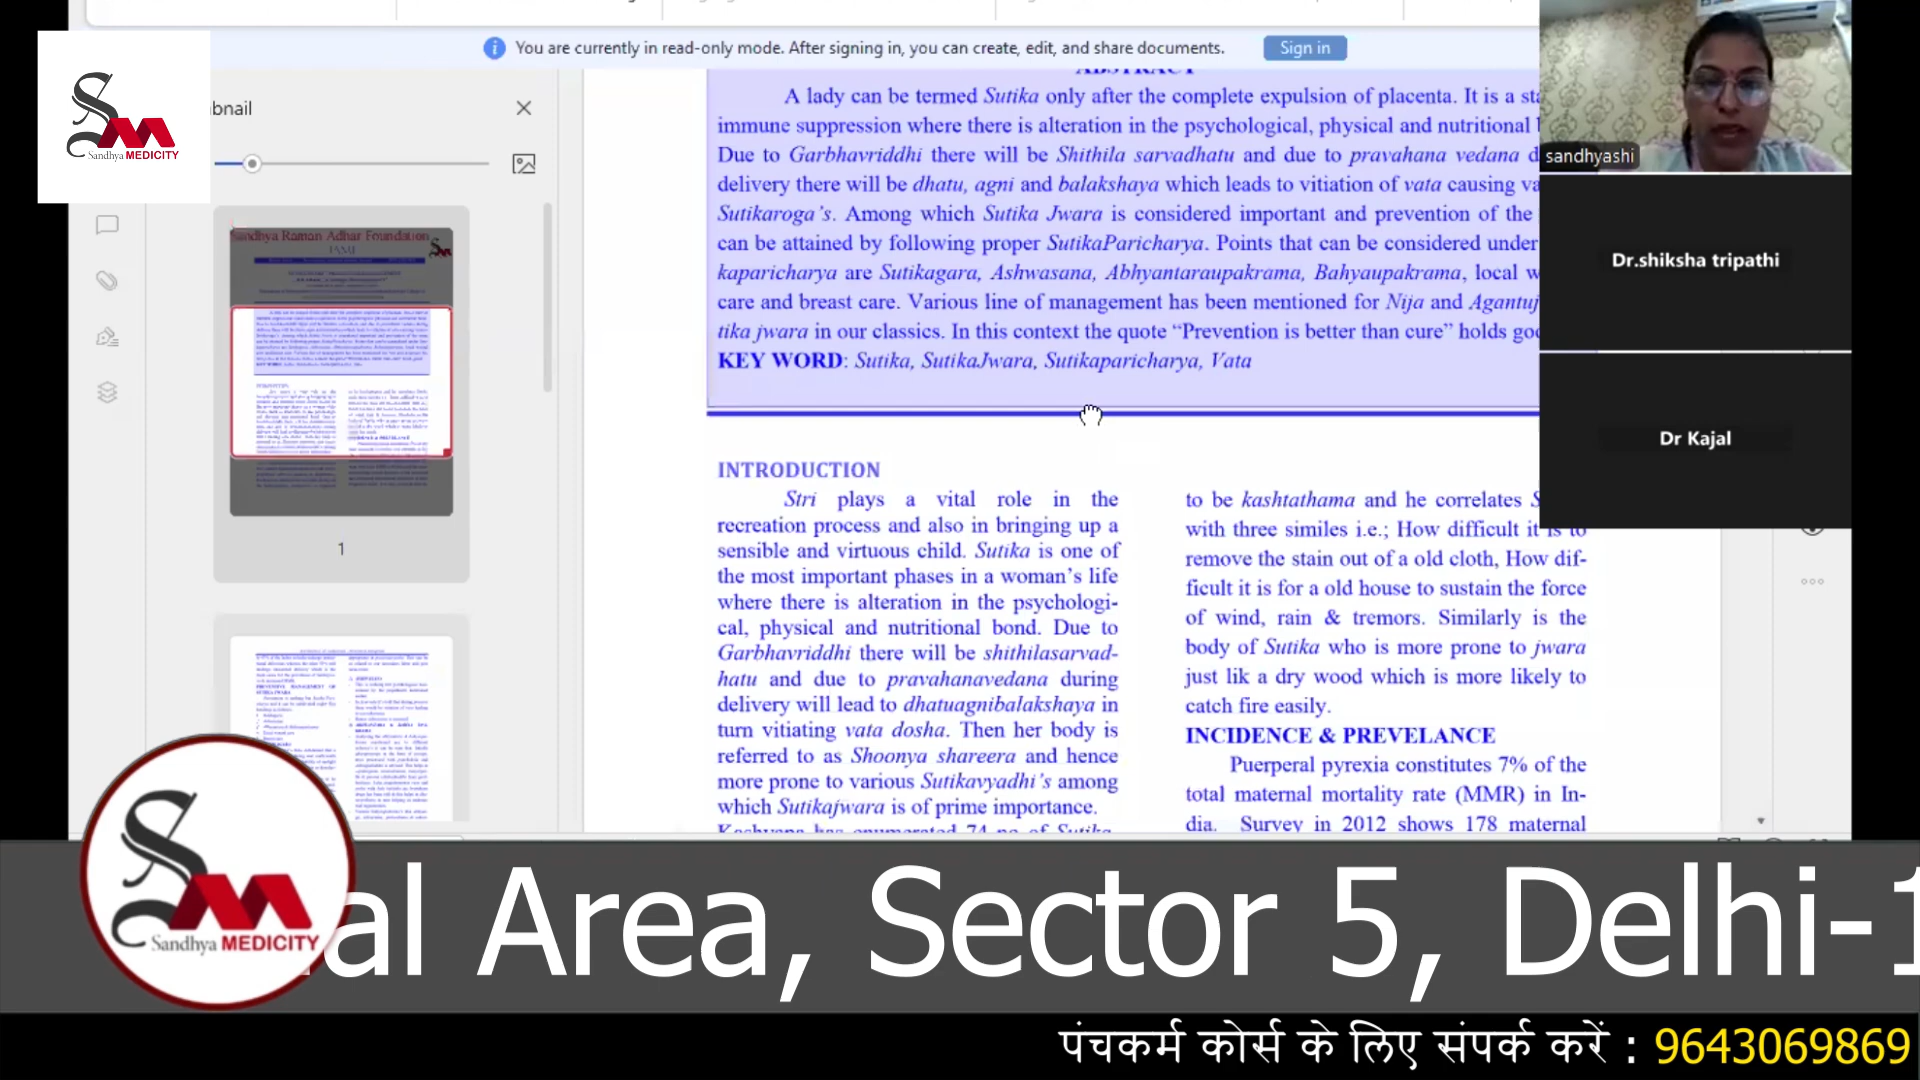 You are currently in read-only mode. After signing in, you can create, edit, and share documents.
Sign in
Sandhya MEDICITY
bnail
Sandhya Raman Adhar Foundation
1
ABSTRACT
A lady can be termed Sutika only after the complete expulsion of placenta. It is a
immune suppression where there is alteration in the psychological, physical and nutritional
Due to Garbhavriddhi there will be Shithila sarvadhatu and due to pravahana vedana
delivery there will be dhatu, agni and balakshaya which leads to vitiation of vata causing
Sutikaroga's. Among which Sutika Jwara is considered important and prevention of the
can be attained by following proper SutikaParicharya. Points that can be considered under
kaparicharya are Sutikagara, Ashwasana, Abhyantaraupakrama, Bahyaupakrama, local
care and breast care. Various line of management has been mentioned for Nija and Agantuj
tika jwara in our classics. In this context the quote “Prevention is better than cure” holds
KEY WORD: Sutika, SutikaJwara, Sutikaparicharya, Vata
INTRODUCTION
Stri plays a vital role in the
recreation process and also in bringing up a
sensible and virtuous child. Sutika is one of
the most important phases in a woman's life
where there is alteration in the psychologi-
cal, physical and nutritional bond. Due to
Garbhavriddhi there will be shithilasarvad-
hatu and due to pravahanavedana during
delivery will lead to dhatuagnibalakshaya in
turn vitiating vata dosha. Then her body is
referred to as Shoonya shareera and hence
more prone to various Sutikavyadhi's among
which Sutikajwara is of prime importance.
Kashyapa has enumerated 74 no of Sutika
to be kashtathama and he correlates
with three similes i.e.; How difficult it is to
remove the stain out of a old cloth, How dif-
ficult it is for a old house to sustain the force
of wind, rain & tremors. Similarly is the
body of Sutika who is more prone to jwara
just lik a dry wood which is more likely to
catch fire easily.
INCIDENCE & PREVELANCE
Puerperal pyrexia constitutes 7% of the
total maternal mortality rate (MMR) in In-
dia. Survey in 2012 shows 178 maternal
sandhyashi
Dr.shiksha tripathi
Dr Kajal
Sandhya MEDICITY
al Area, Sector 5, Delhi-1
पंचकर्म कोर्स के लिए संपर्क करें : 9643069869